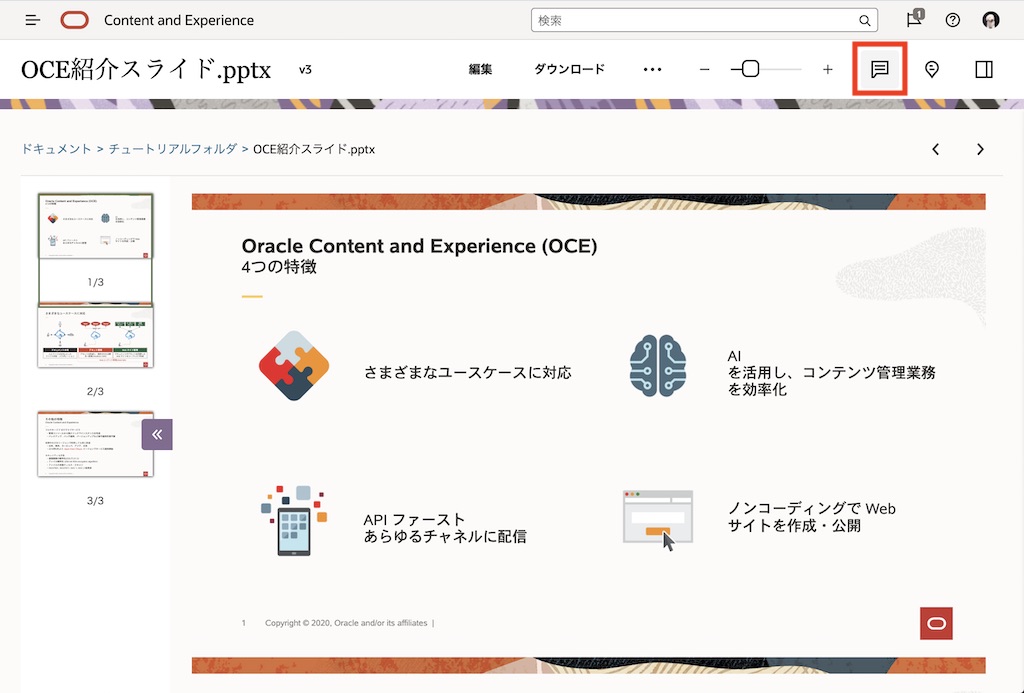 Content and Experience
検索
1
OCE紹介スライド.pptx
v3
編集
ダウンロード
ドキュメント > チュートリアルフォルダ > OCE紹介スライド.pptx
1/3
2/3
3/3
Oracle Content and Experience (OCE)
4つの特徴
さまざまなユースケースに対応
AI
を活用し、コンテンツ管理業務
を効率化
API ファースト
あらゆるチャネルに配信
ノンコーディングで Web
サイトを作成・公開
1 Copyright © 2020, Oracle and/or its affiliates |